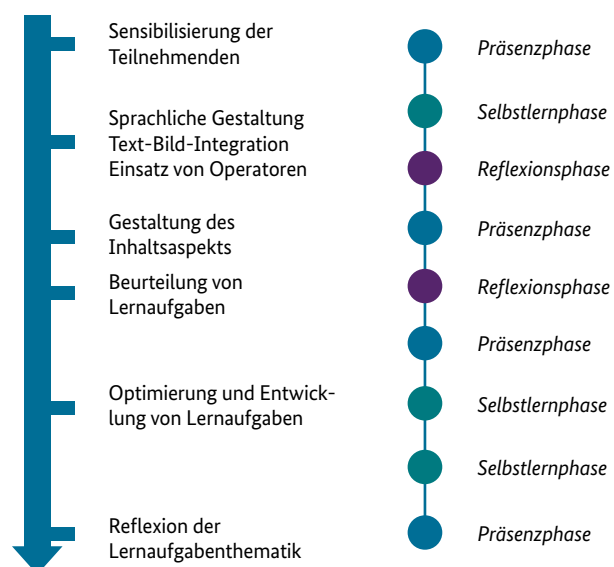 Sensibilisierung der
Teilnehmenden
Präsenzphase
Sprachliche Gestaltung
Text-Bild-Integration
Einsatz von Operatoren
Selbstlernphase
Reflexionsphase
Gestaltung des
Inhaltsaspekts
Präsenzphase
Beurteilung von
Lernaufgaben
Reflexionsphase
Präsenzphase
Optimierung und Entwick-
lung von Lernaufgaben
Selbstlernphase
Selbstlernphase
Reflexion der
Lernaufgabenthematik
Präsenzphase